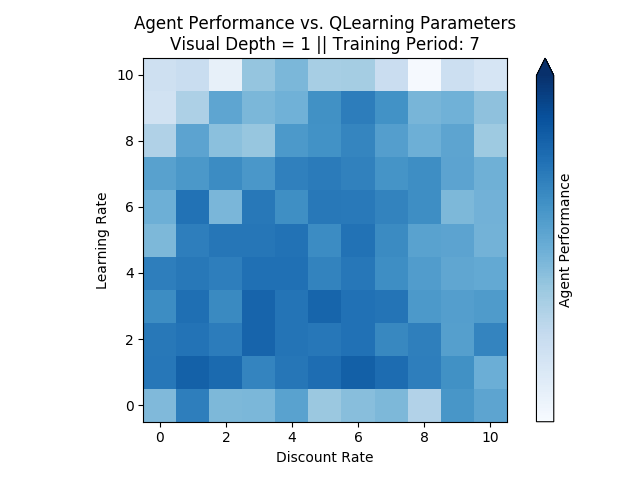 Agent Performance vs. QLearning Parameters
Visual Depth = 1 || Training Period: 7
10
8
6
4
2
0
Learning Rate
0 2 4 6 8 10
Discount Rate
Agent Performance